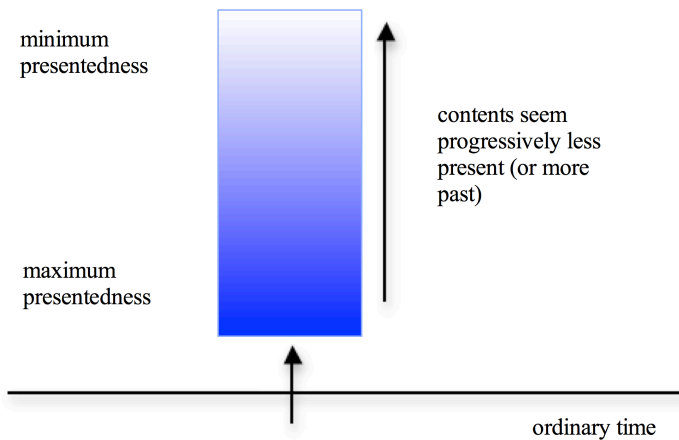 minimum
presentedness
contents seem
progressively less
present (or more
past)
maximum
presentedness
ordinary time